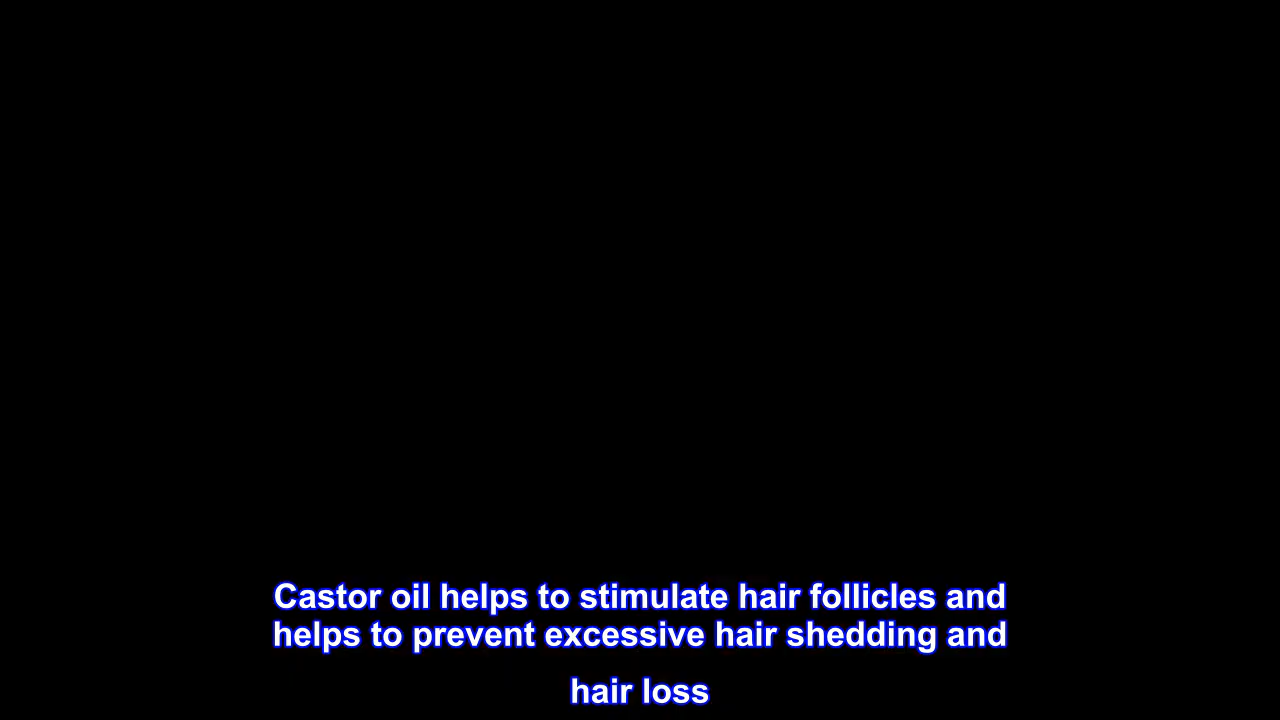 Castor oil helps to stimulate hair follicles and
helps to prevent excessive hair shedding and
hair loss